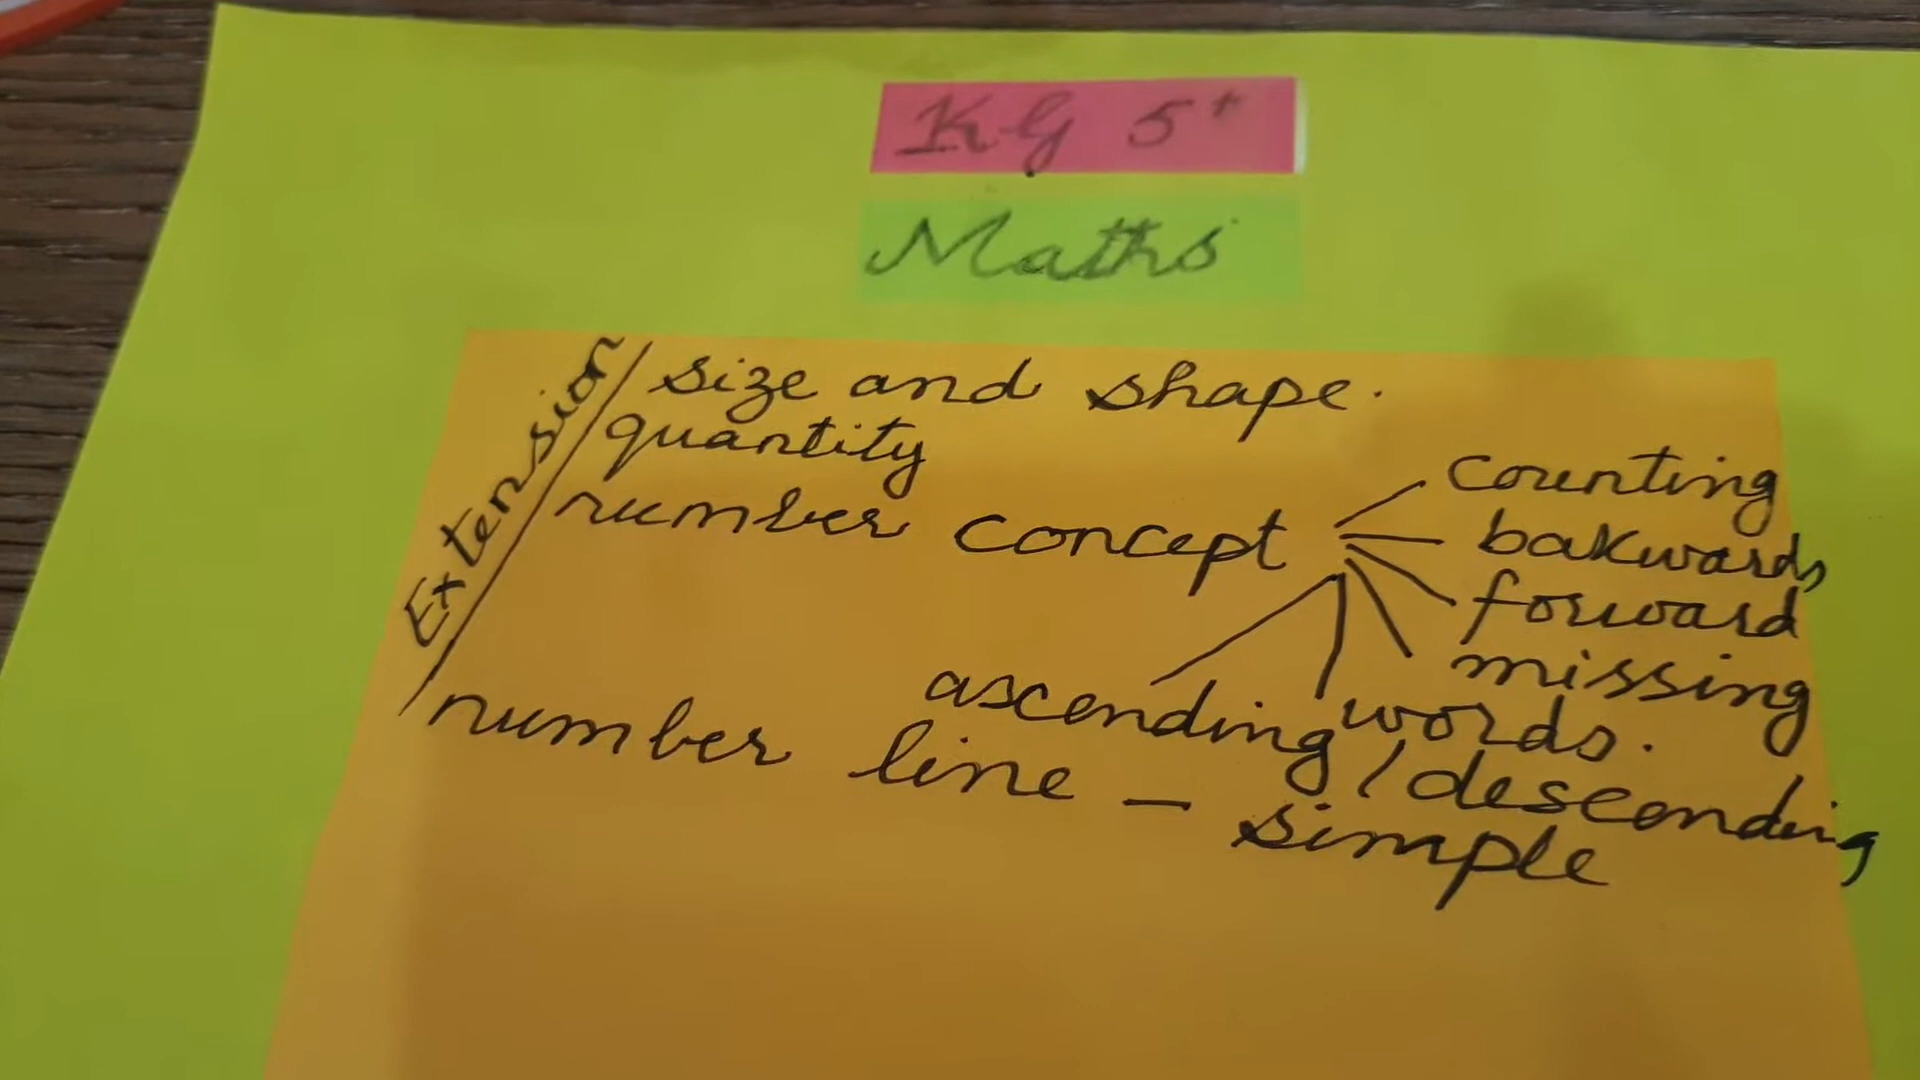 KG 5+
Maths
Extension
size and shape.
quantity
number concept
counting
bakwards
forward
missing
words.
ascending / descending
number line - simple